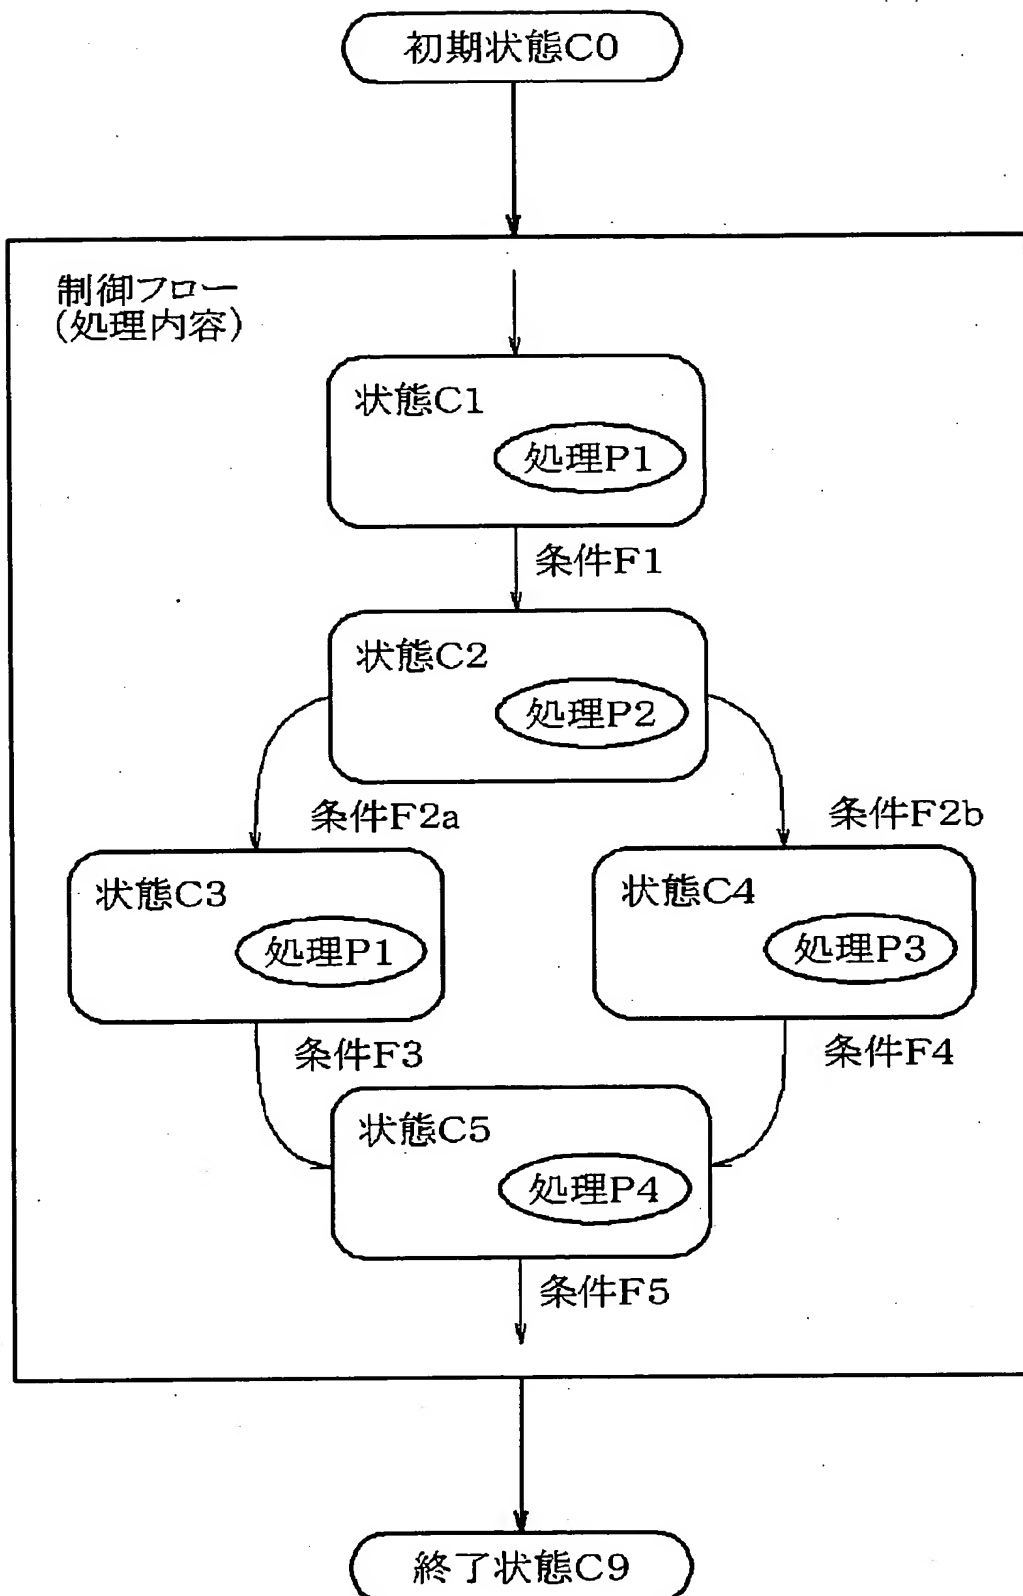 初期状態C0
制御フロー
(処理内容)
状態C1
処理P1
条件F1
状態C2
処理P2
条件F2a
条件F2b
状態C3
処理P1
状態C4
処理P3
条件F3
条件F4
状態C5
処理P4
条件F5
終了状態C9